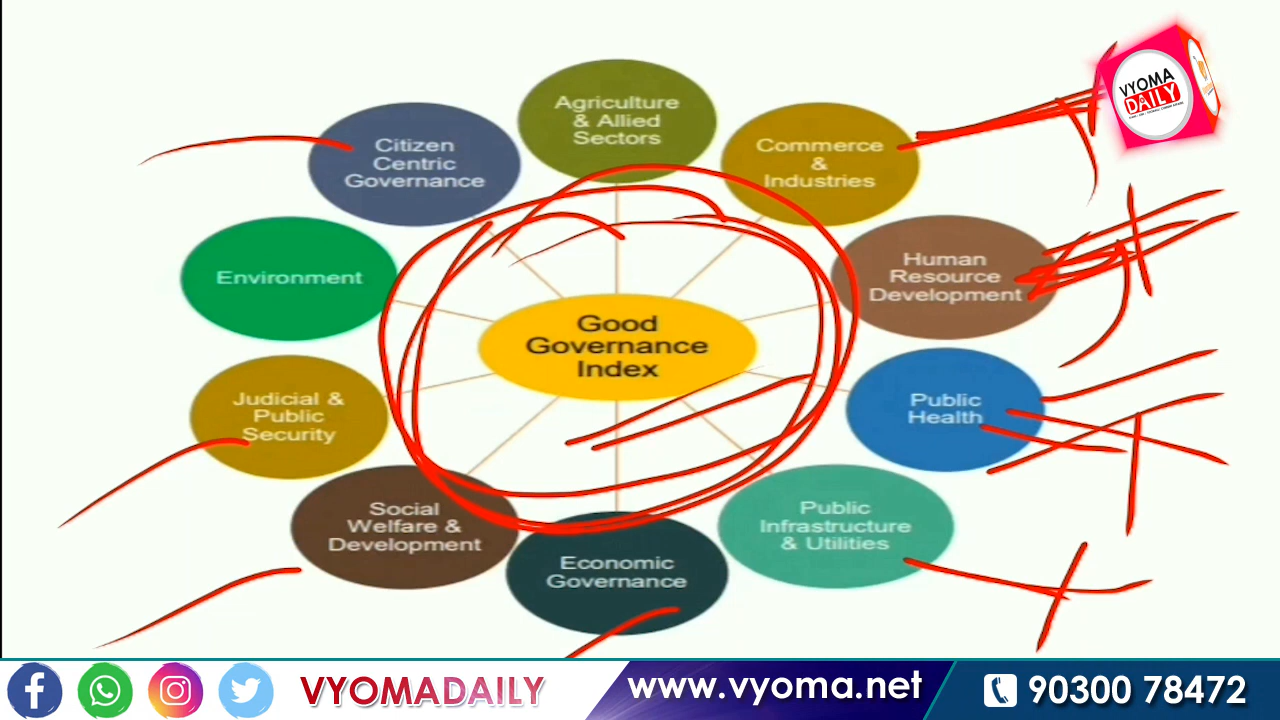 VYOMA
DAILY
Agriculture
& Allied
Sectors
Commerce
&
Industries
Human
Resource
Development
Public
Health
Public
Infrastructure
& Utilities
Economic
Governance
Social
Welfare &
Development
Judicial &
Public
Security
Environment
Citizen
Centric
Governance
Good
Governance
Index
VYOMADAILY
www.vyoma.net
90300 78472